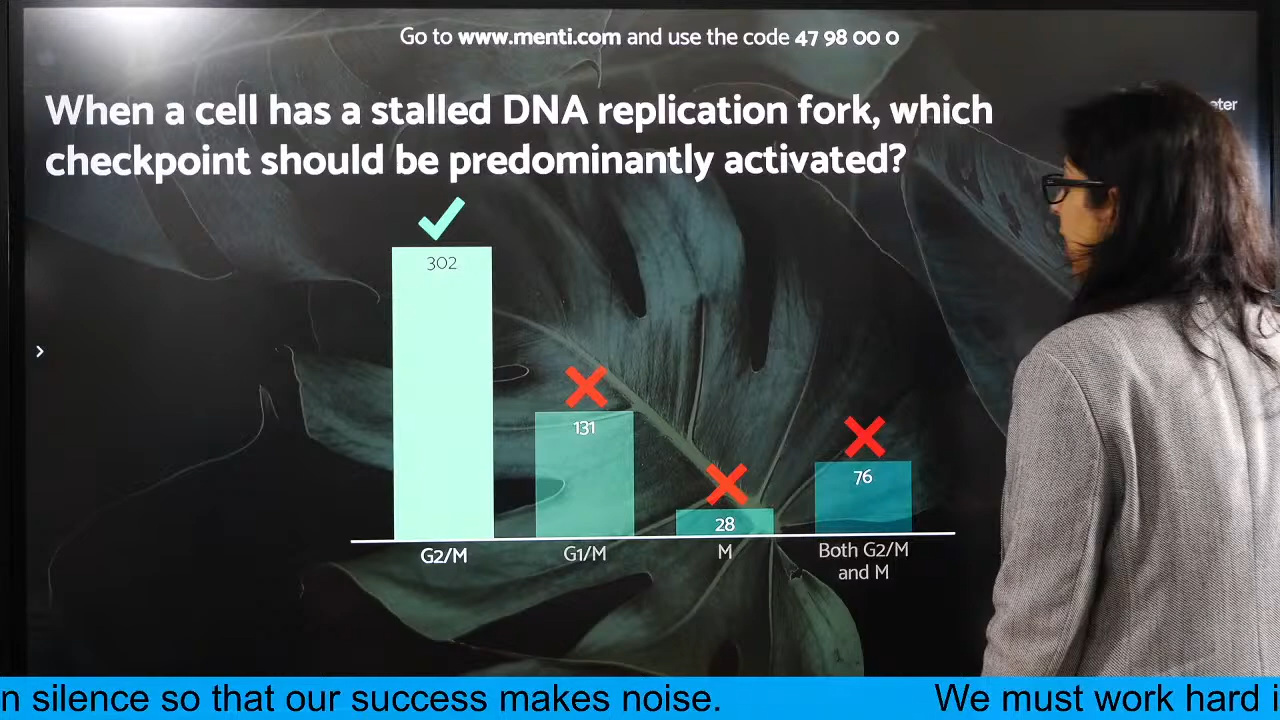 Go to www.menti.com and use the code 47 98 00 0
When a cell has a stalled DNA replication fork, which
checkpoint should be predominantly activated?
302
131
28
76
G2/M
G1/M
M
Both G2/M
and M
n silence so that our success makes noise.
We must work hard i